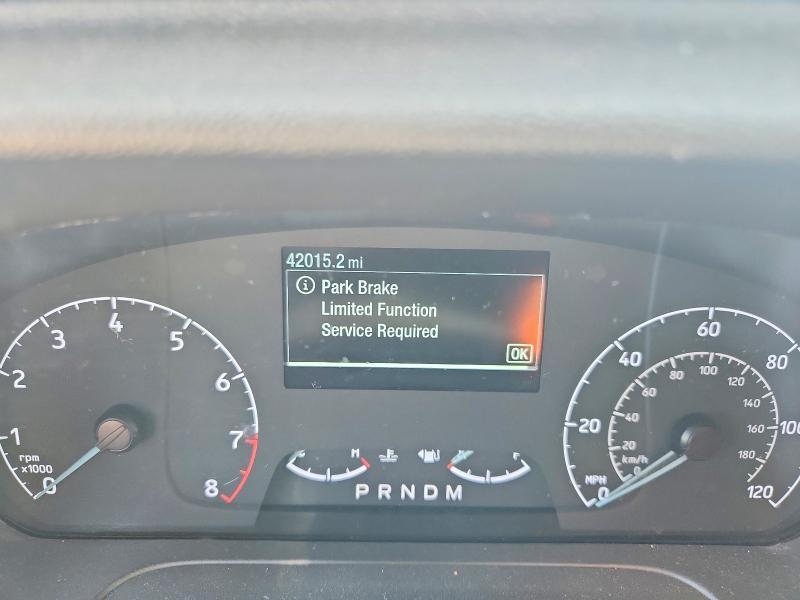 42015.2 mi
Park Brake
Limited Function
Service Required
OK
1
2
3
4
5
6
7
8
0
rpm
x1000
H
F
PRNDM
0
20
40
60
80
100
120
MPH
0
20
40
60
80
100
120
140
160
180
km/h